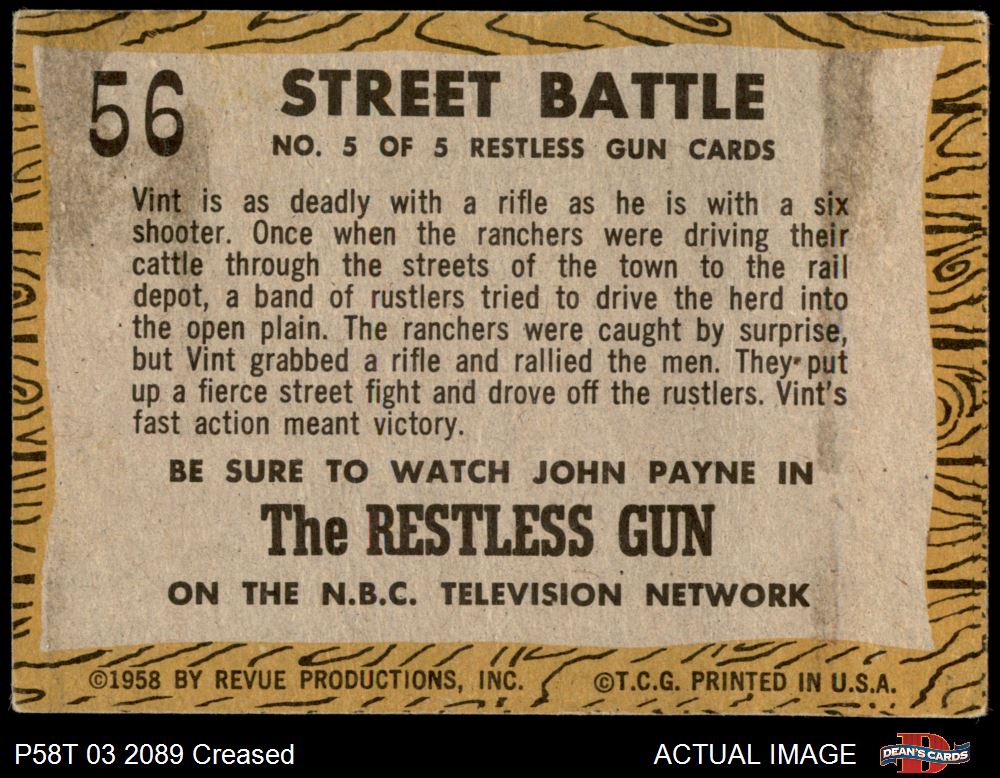 56
STREET BATTLE
NO. 5 OF 5 RESTLESS GUN CARDS
Vint is as deadly with a rifle as he is with a six
shooter. Once when the ranchers were driving their
cattle through the streets of the town to the rail
depot, a band of rustlers tried to drive the herd into
the open plain. The ranchers were caught by surprise,
but Vint grabbed a rifle and rallied the men. They put
up a fierce street fight and drove off the rustlers. Vint's
fast action meant victory.
BE SURE TO WATCH JOHN PAYNE IN
The RESTLESS GUN
ON THE N.B.C. TELEVISION NETWORK
©1958 BY REVUE PRODUCTIONS, INC. ©T.C.G. PRINTED IN U.S.A.
P58T 03 2089 Creased ACTUAL IMAGE DEAN'S CARDS